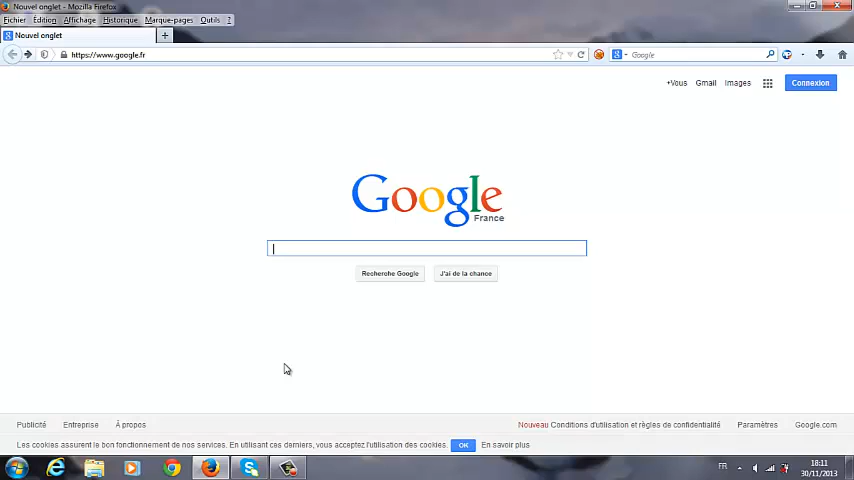 Nouvel onglet - Mozilla Firefox
Fichier Édition Affichage Historique Marque-pages Outils ?
Nouvel onglet +
https://www.google.fr Google
+Vous Gmail Images Connexion
Google
France
Recherche Google J'ai de la chance
Publicité Entreprise À propos Nouveau Conditions d'utilisation et règles de confidentialité Paramètres Google.com
Les cookies assurent le bon fonctionnement de nos services. En utilisant ces derniers, vous acceptez l'utilisation des cookies. OK En savoir plus
FR 18:11
30/11/2013